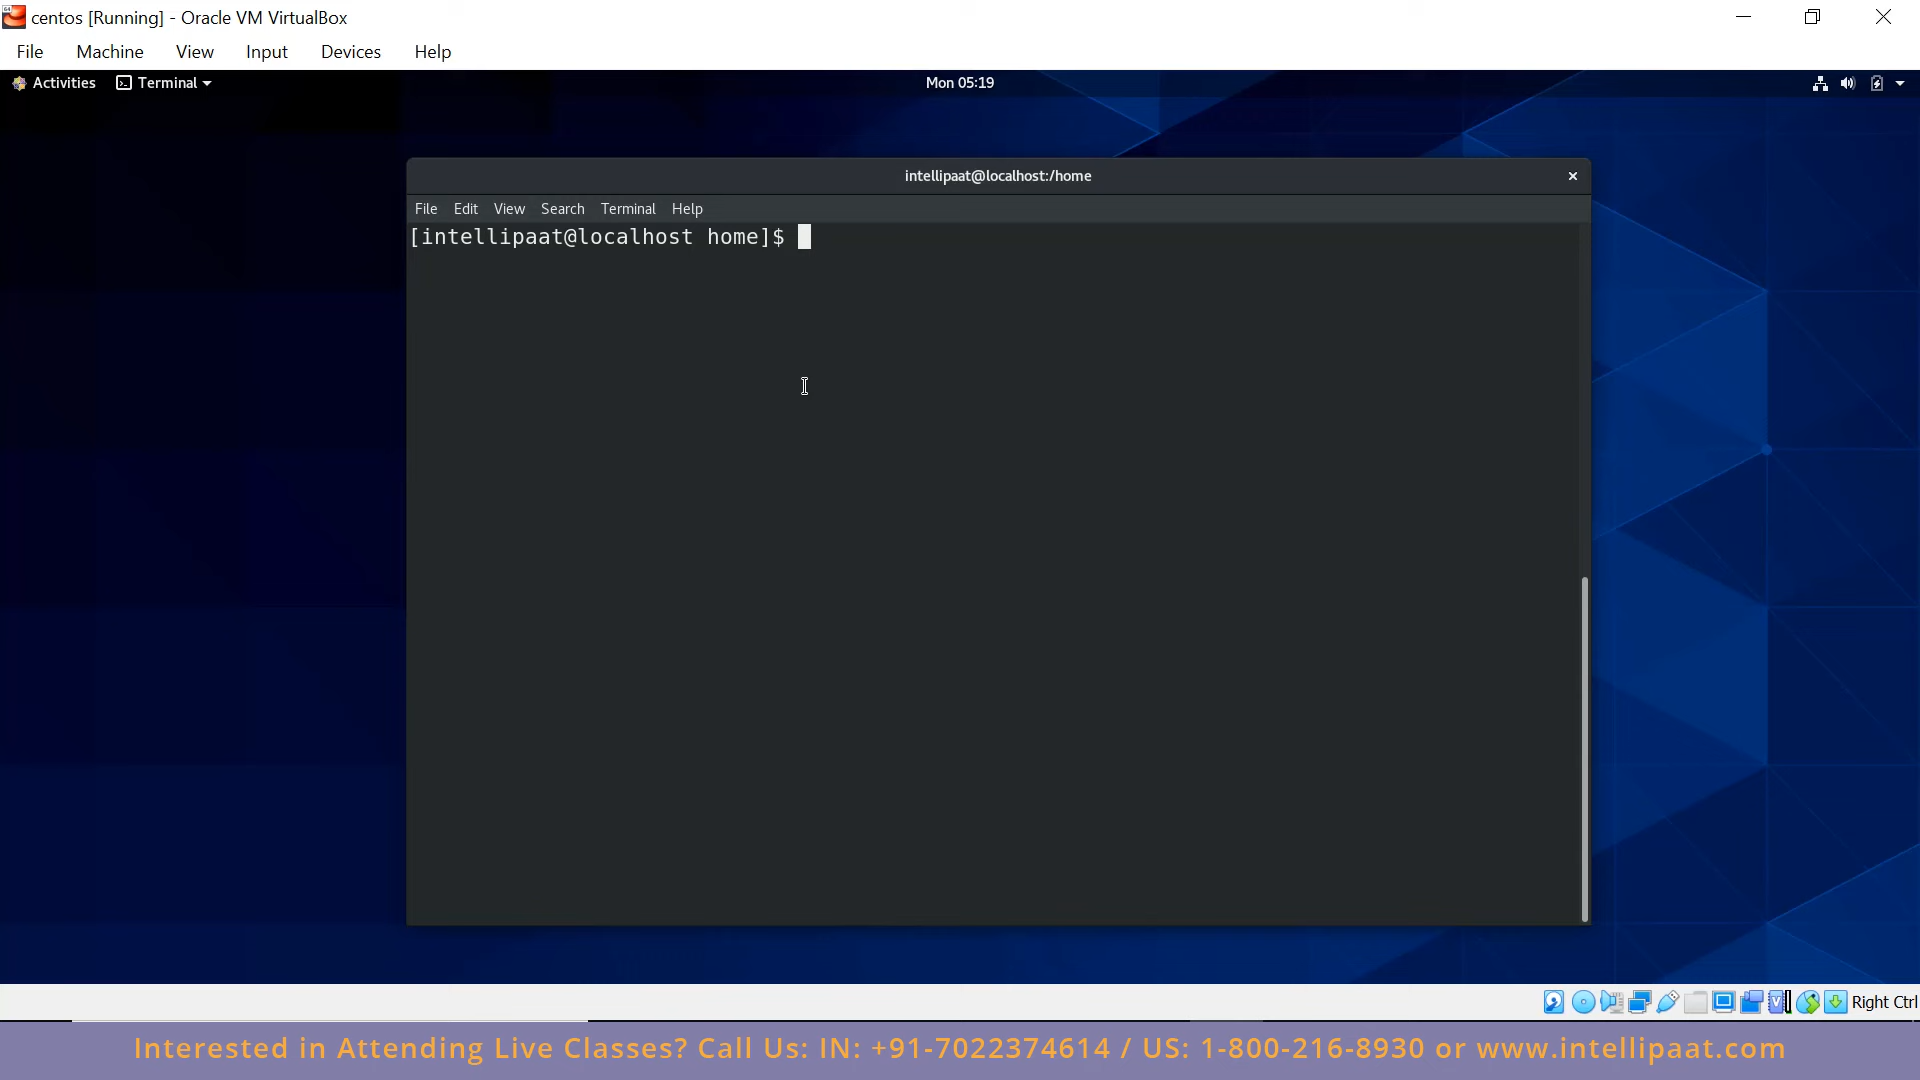 centos [Running] - Oracle VM VirtualBox
File Machine View Input Devices Help
Activities Terminal Mon 05:19
intellipaat@localhost:/home
File Edit View Search Terminal Help
[intellipaat@localhost home]$
Right Ctrl
Interested in Attending Live Classes? Call Us: IN: +91-7022374614 / US: 1-800-216-8930 or www.intellipaat.com